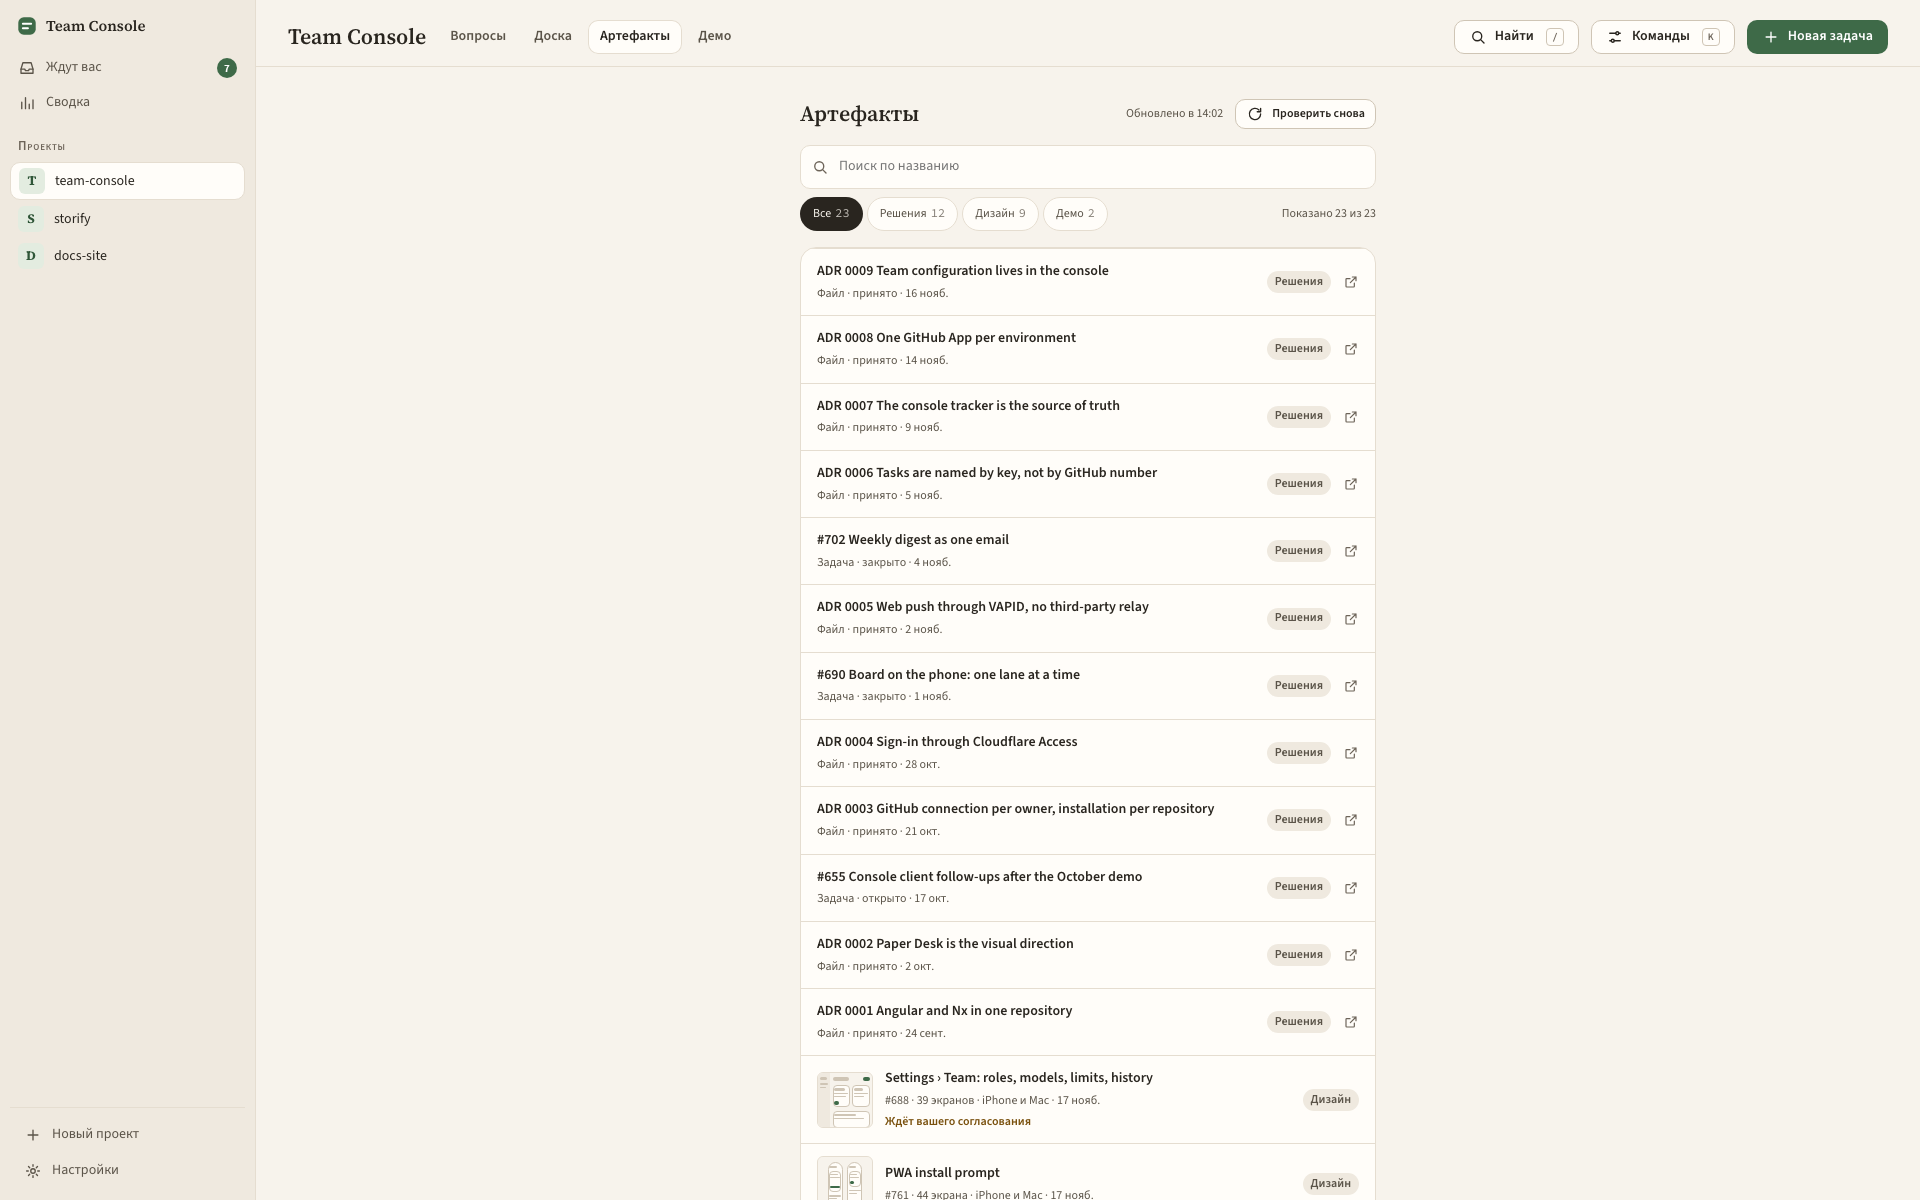 Team Console
Ждут вас 7
Сводка
Проекты
T team-console
S storify
D docs-site
Новый проект
Настройки
Team Console Вопросы Доска Артефакты Демо Найти / Команды K Новая задача
Артефакты Обновлено в 14:02 Проверить снова
Поиск по названию
Все 23 Решения 12 Дизайн 9 Демо 2 Показано 23 из 23
ADR 0009 Team configuration lives in the console
Файл · принято · 16 нояб.
Решения
ADR 0008 One GitHub App per environment
Файл · принято · 14 нояб.
Решения
ADR 0007 The console tracker is the source of truth
Файл · принято · 9 нояб.
Решения
ADR 0006 Tasks are named by key, not by GitHub number
Файл · принято · 5 нояб.
Решения
#702 Weekly digest as one email
Задача · закрыто · 4 нояб.
Решения
ADR 0005 Web push through VAPID, no third-party relay
Файл · принято · 2 нояб.
Решения
#690 Board on the phone: one lane at a time
Задача · закрыто · 1 нояб.
Решения
ADR 0004 Sign-in through Cloudflare Access
Файл · принято · 28 окт.
Решения
ADR 0003 GitHub connection per owner, installation per repository
Файл · принято · 21 окт.
Решения
#655 Console client follow-ups after the October demo
Задача · открыто · 17 окт.
Решения
ADR 0002 Paper Desk is the visual direction
Файл · принято · 2 окт.
Решения
ADR 0001 Angular and Nx in one repository
Файл · принято · 24 сент.
Решения
Settings › Team: roles, models, limits, history
#688 · 39 экранов · iPhone и Mac · 17 нояб.
Ждёт вашего согласования
Дизайн
PWA install prompt
#761 · 44 экрана · iPhone и Mac · 17 нояб.
Дизайн